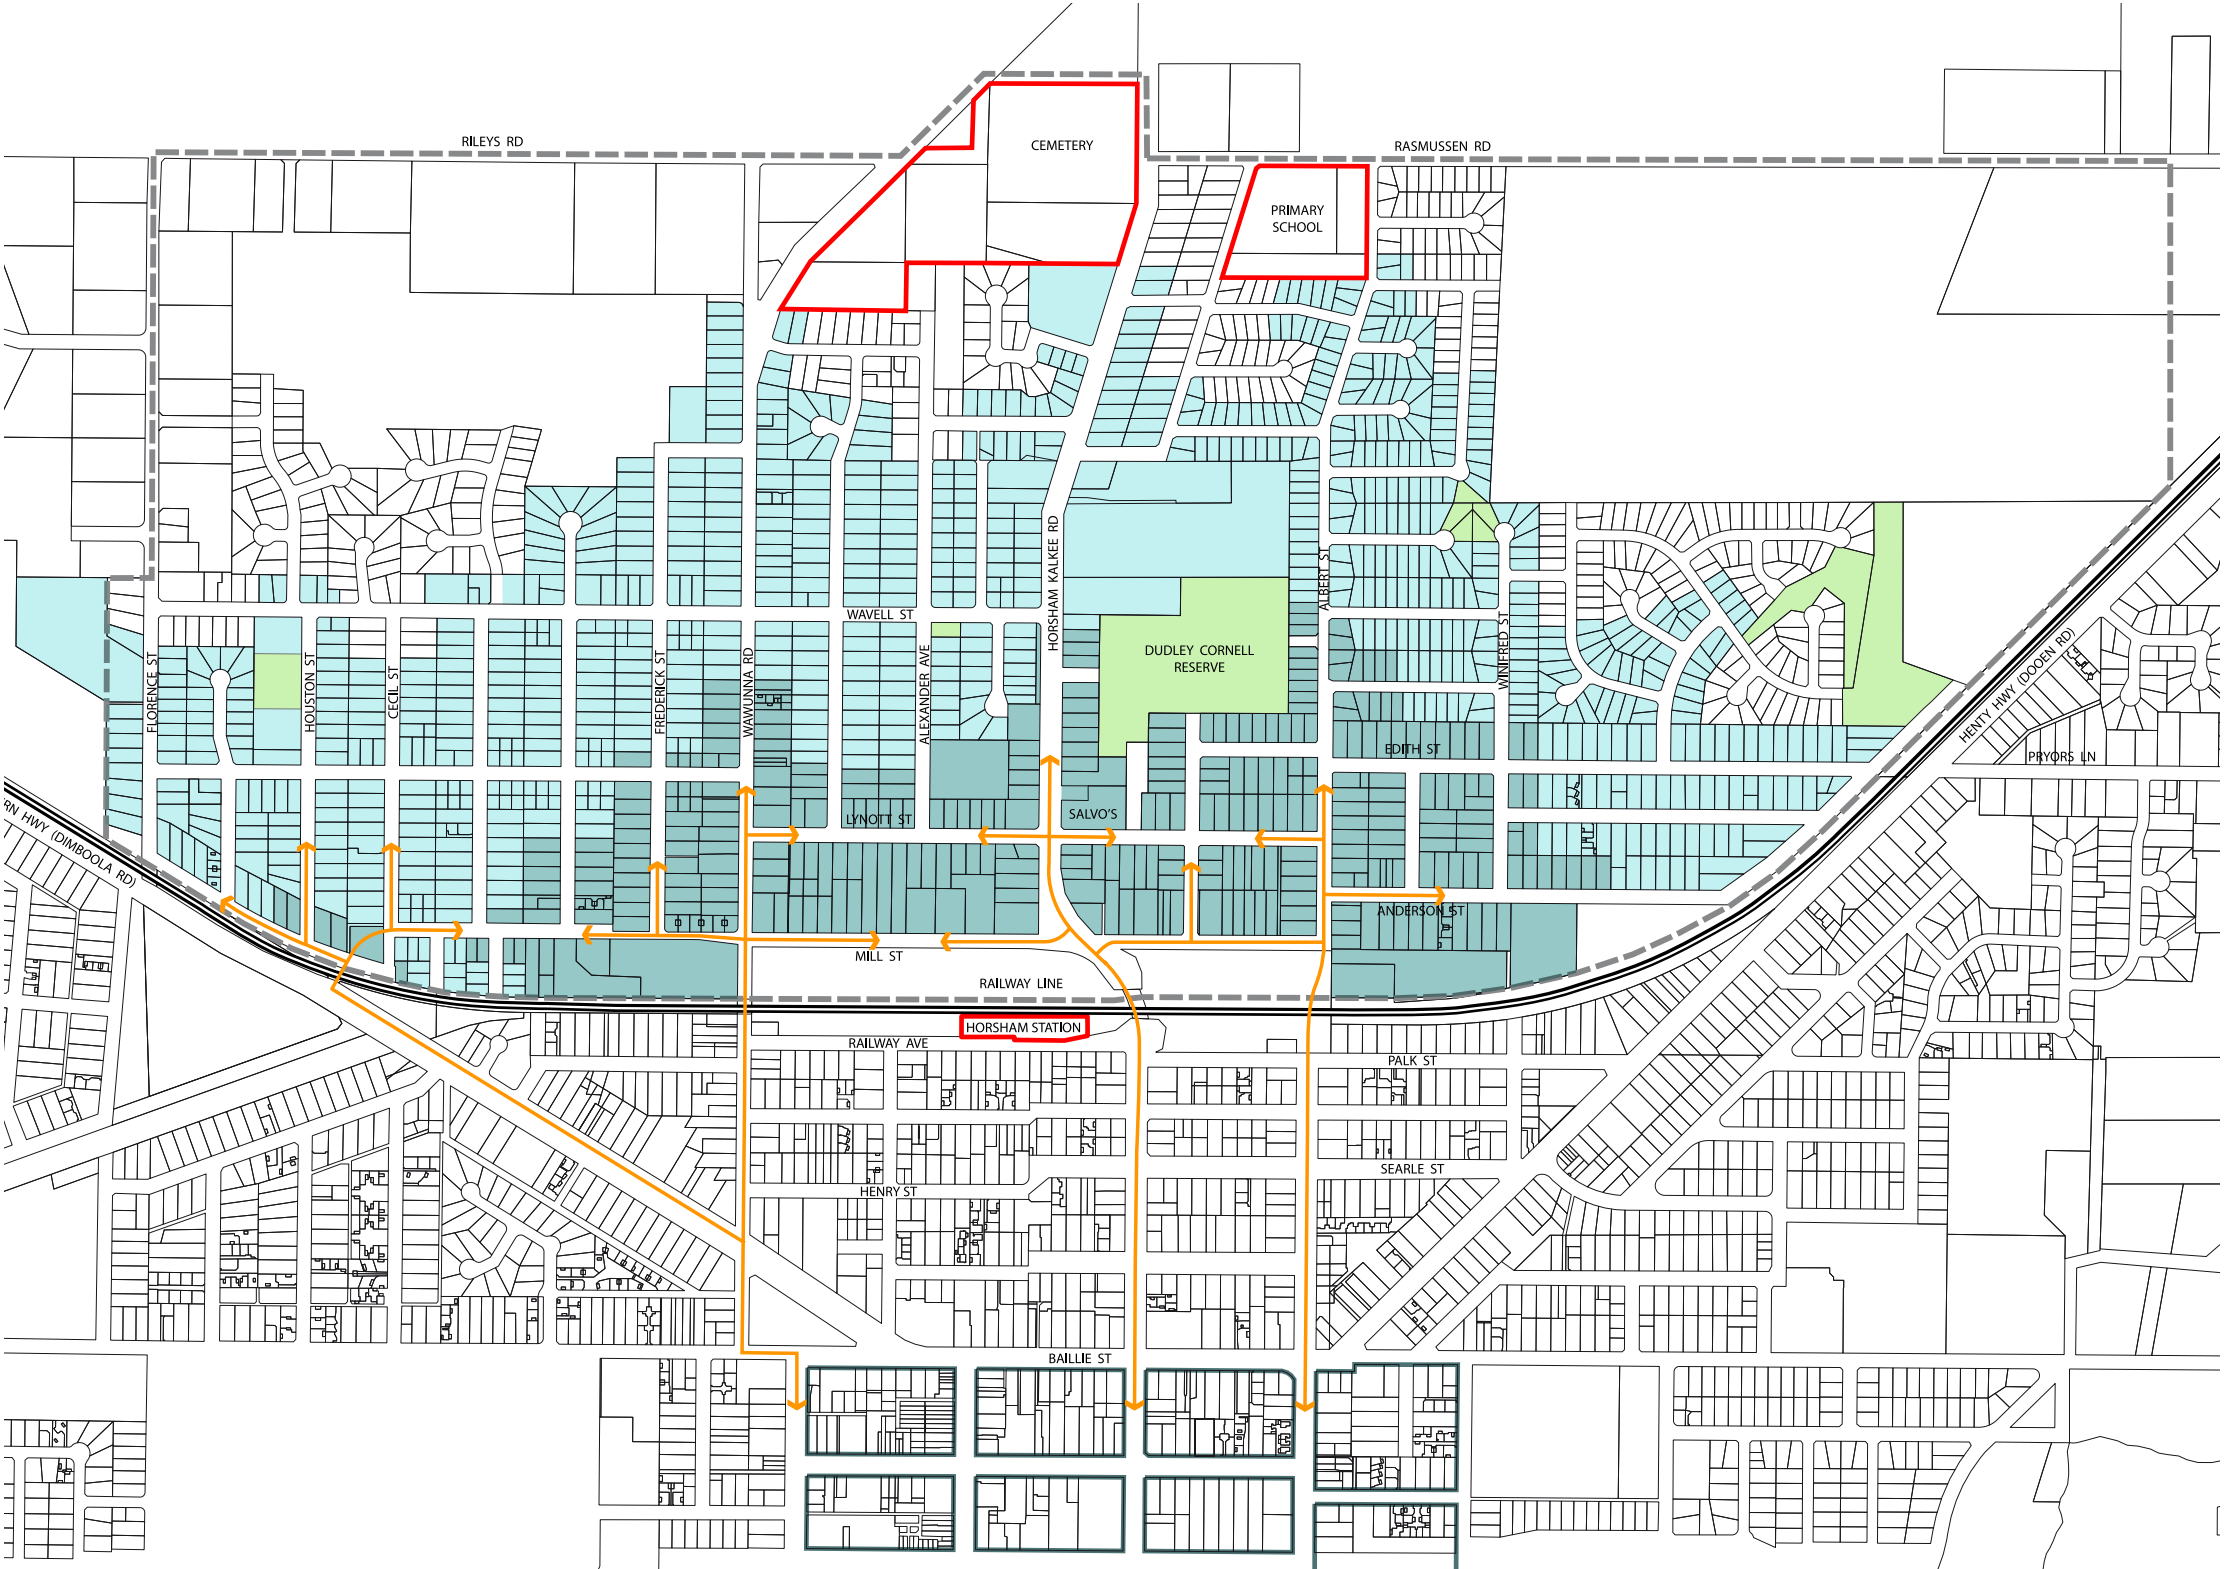 CEMETERY
RILEYS RD
RASMUSSEN RD
PRIMARY
SCHOOL
HORSHAM KALKEE RD
ALBERT ST
WAVELL ST
WINIFRED ST
DUDLEY CORNELL
RESERVE
FLORENCE ST
HOUSTON ST
CECIL ST
FREDERICK ST
WAWUNNA RD
ALEXANDER AVE
HENTY HWY (DOOEN RD)
EDITH ST
PRYORS LN
RN HWY (DIMBOOLA RD)
LYNOTT ST
SALVO'S
ANDERSON ST
MILL ST
RAILWAY LINE
HORSHAM STATION
RAILWAY AVE
PALK ST
SEARLE ST
HENRY ST
BAILLIE ST